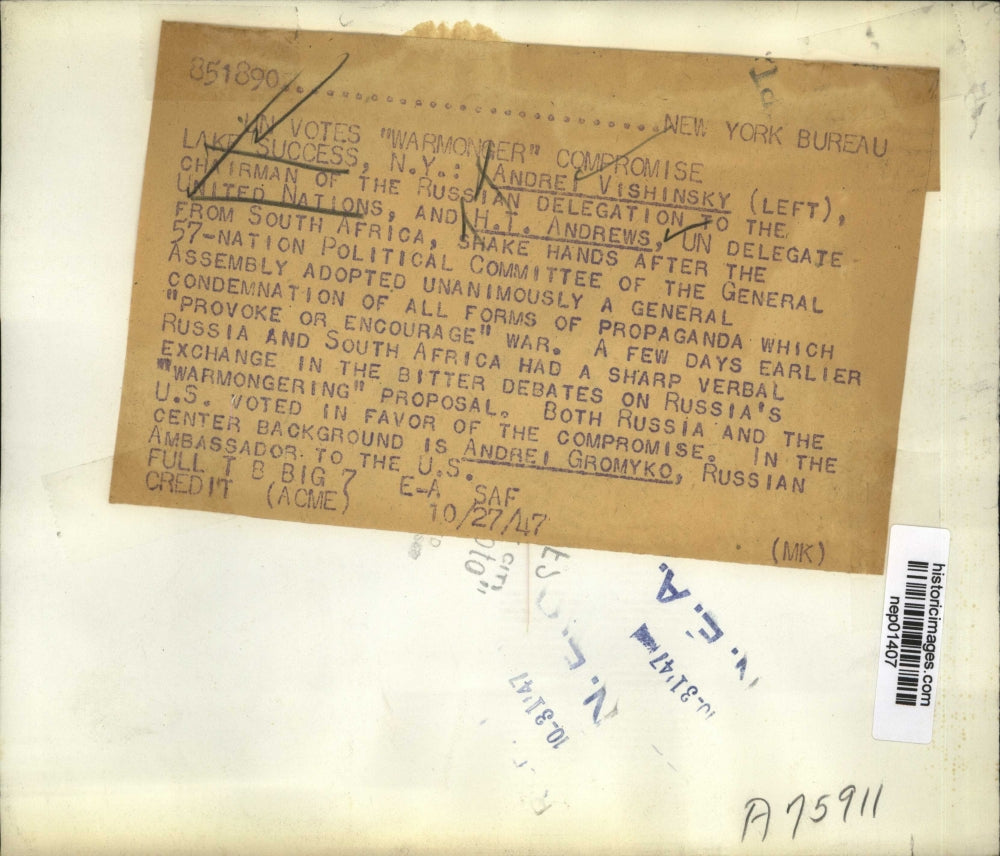 8518902........................................NEW YORK BUREAU
UN VOTES "WARMONGER" COMPROMISE
LAKE SUCCESS, N.Y.: ANDREI VISHINSKY (LEFT),
CHAIRMAN OF THE RUSSIAN DELEGATION TO THE
UNITED NATIONS, AND H.T. ANDREWS, UN DELEGATE
FROM SOUTH AFRICA, SHAKE HANDS AFTER THE
57-NATION POLITICAL COMMITTEE OF THE GENERAL
ASSEMBLY ADOPTED UNANIMOUSLY A GENERAL
CONDEMNATION OF ALL FORMS OF PROPAGANDA WHICH
"PROVOKE OR ENCOURAGE" WAR. A FEW DAYS EARLIER
RUSSIA AND SOUTH AFRICA HAD A SHARP VERBAL
EXCHANGE IN THE BITTER DEBATES ON RUSSIA'S
"WARMONGERING" PROPOSAL. BOTH RUSSIA AND THE
U.S. VOTED IN FAVOR OF THE COMPROMISE. IN THE
CENTER BACKGROUND IS ANDREI GROMYKO, RUSSIAN
AMBASSADOR TO THE U.S.
FULL T B BIG 7 E-A SAF
CREDIT (ACME) 10/27/47 (MK)
historicimages.com
nep01407
N. E. A.
10-31'47
10-31'47
A75911